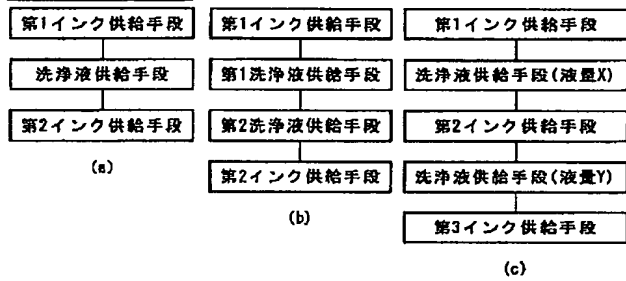 第1インク供給手段
洗浄液供給手段
第2インク供給手段
(a)
第1インク供給手段
第1洗浄液供給手段
第2洗浄液供給手段
第2インク供給手段
(b)
第1インク供給手段
洗浄液供給手段(液量X)
第2インク供給手段
洗浄液供給手段(液量Y)
第3インク供給手段
(c)